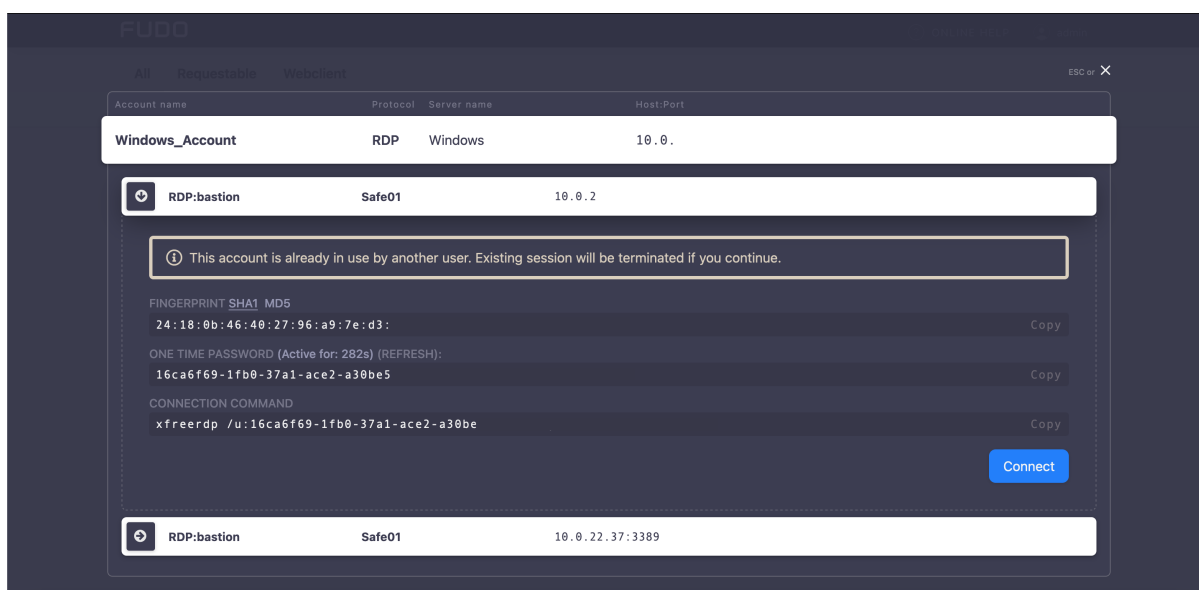 FUDO
All Requestable Webclient
ESC or X
Account name Protocol Server name Host:Port
Windows_Account RDP Windows 10.0.
RDP:bastion Safe01 10.0.2
This account is already in use by another user. Existing session will be terminated if you continue.
FINGERPRINT SHA1 MD5
24:18:0b:46:40:27:96:a9:7e:d3: Copy
ONE TIME PASSWORD (Active for: 282s) (REFRESH):
16ca6f69-1fb0-37a1-ace2-a30be5 Copy
CONNECTION COMMAND
xfreerdp /u:16ca6f69-1fb0-37a1-ace2-a30be Copy
Connect
RDP:bastion Safe01 10.0.22.37:3389